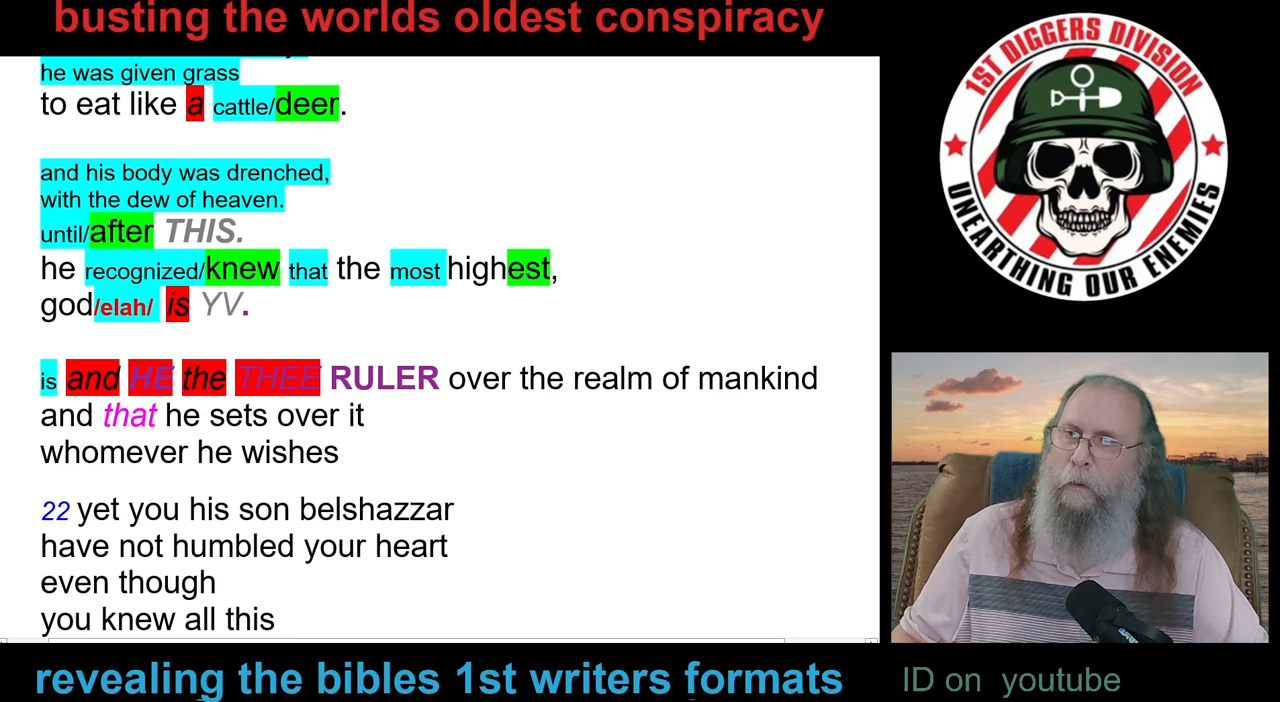 busting the worlds oldest conspiracy
he was given grass
to eat like a cattle/deer.
and his body was drenched,
with the dew of heaven.
until/after THIS.
he recognized/knew that the most highest,
god/elah/ is YV.
is and HE the THEE RULER over the realm of mankind
and that he sets over it
whomever he wishes
22 yet you his son belshazzar
have not humbled your heart
even though
you knew all this
revealing the bibles 1st writers formats
1ST DIGGERS DIVISION
UNEARTHING OUR ENEMIES
ID on youtube